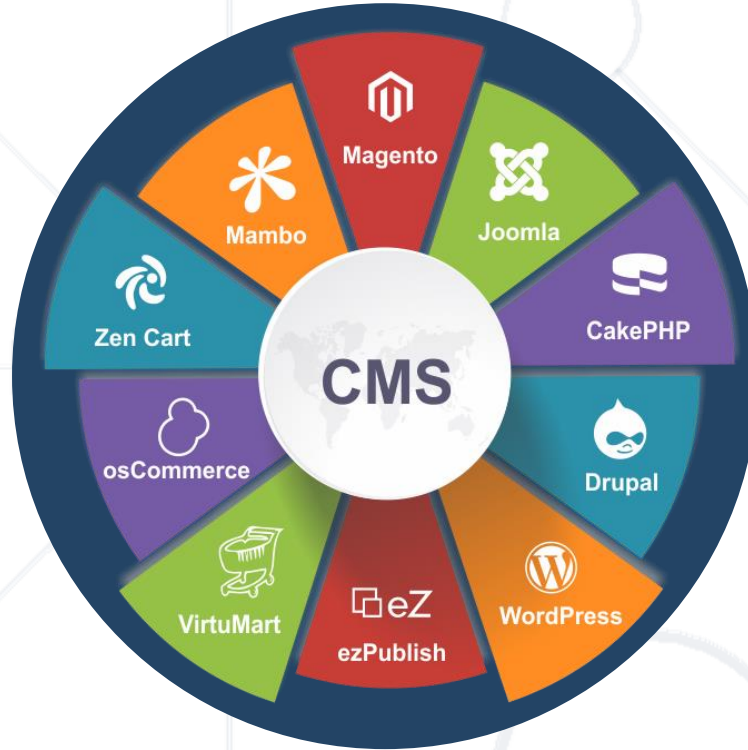 Magento
Joomla
CakePHP
Drupal
WordPress
eZ
ezPublish
VirtuMart
osCommerce
Zen Cart
Mambo
CMS